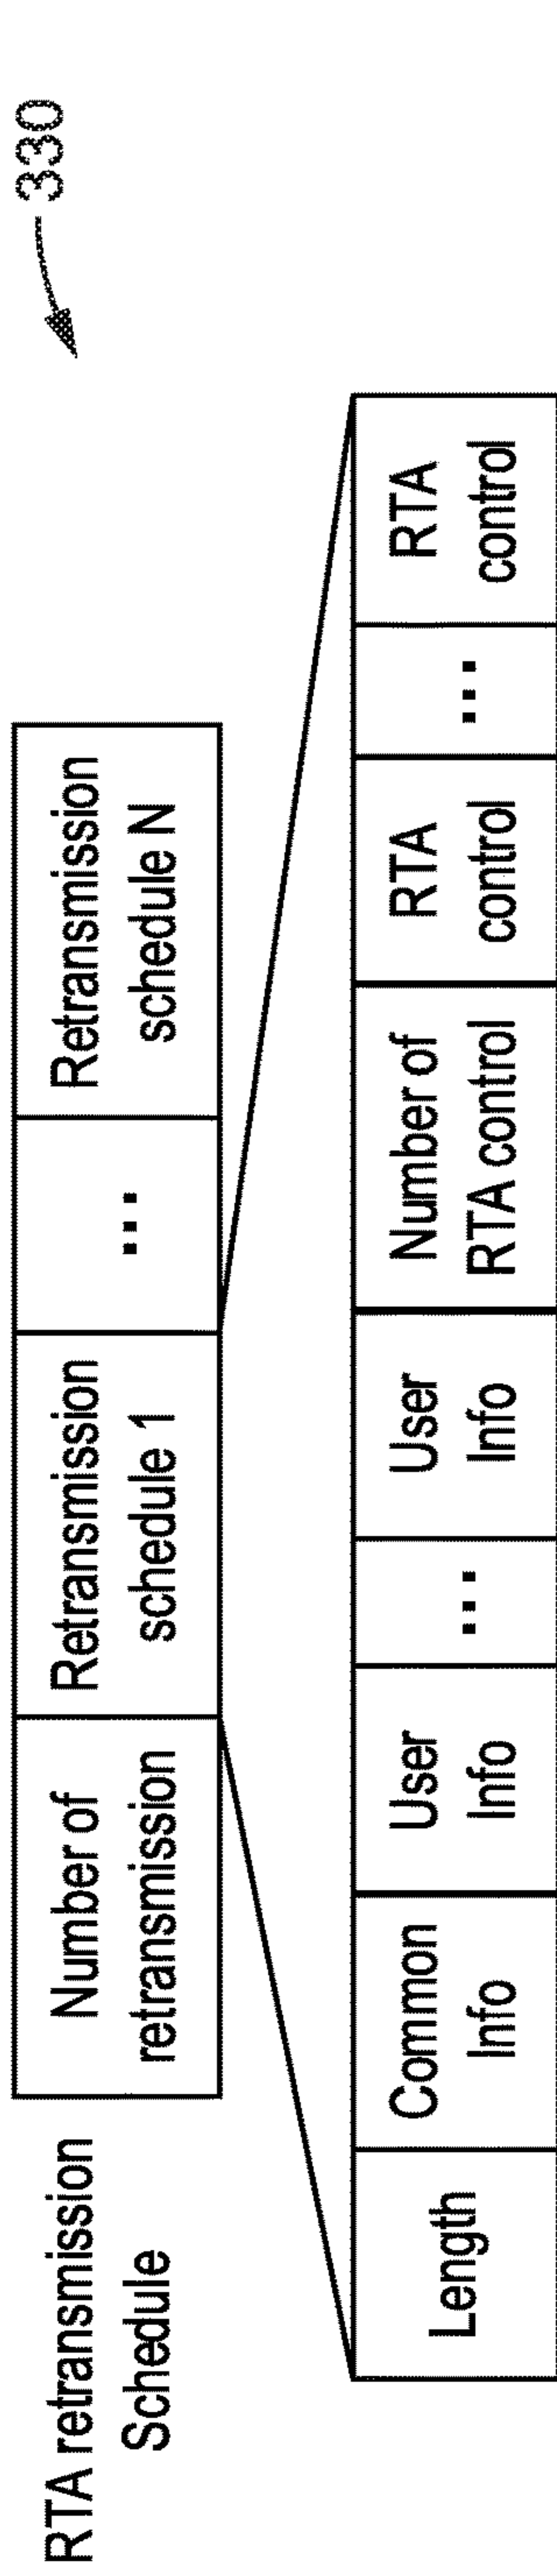 330
RTA retransmission
Schedule
Number of
retransmission
Retransmission
schedule 1
...
Retransmission
schedule N
Length
Common
Info
User
Info
...
User
Info
Number of
RTA control
RTA
control
...
RTA
control